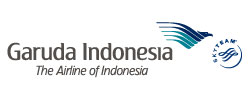 Garuda Indonesia
The Airline of Indonesia
SKYTEAM